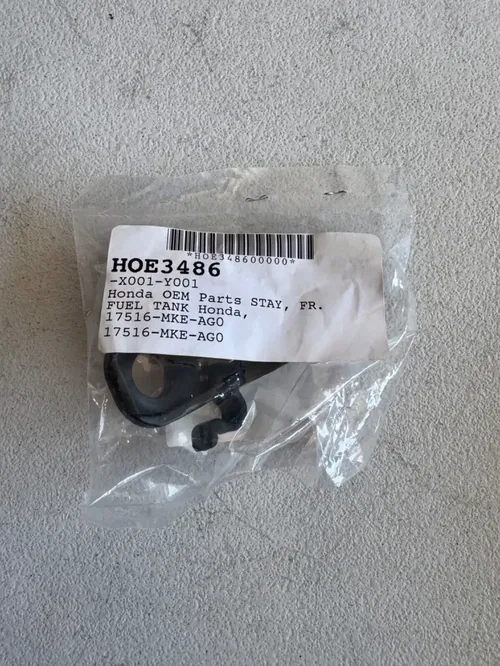 *HOE348600000*
HOE3486
-X001-Y001
Honda OEM Parts STAY, FR.
FUEL TANK Honda,
17516-MKE-AG0
17516-MKE-AG0